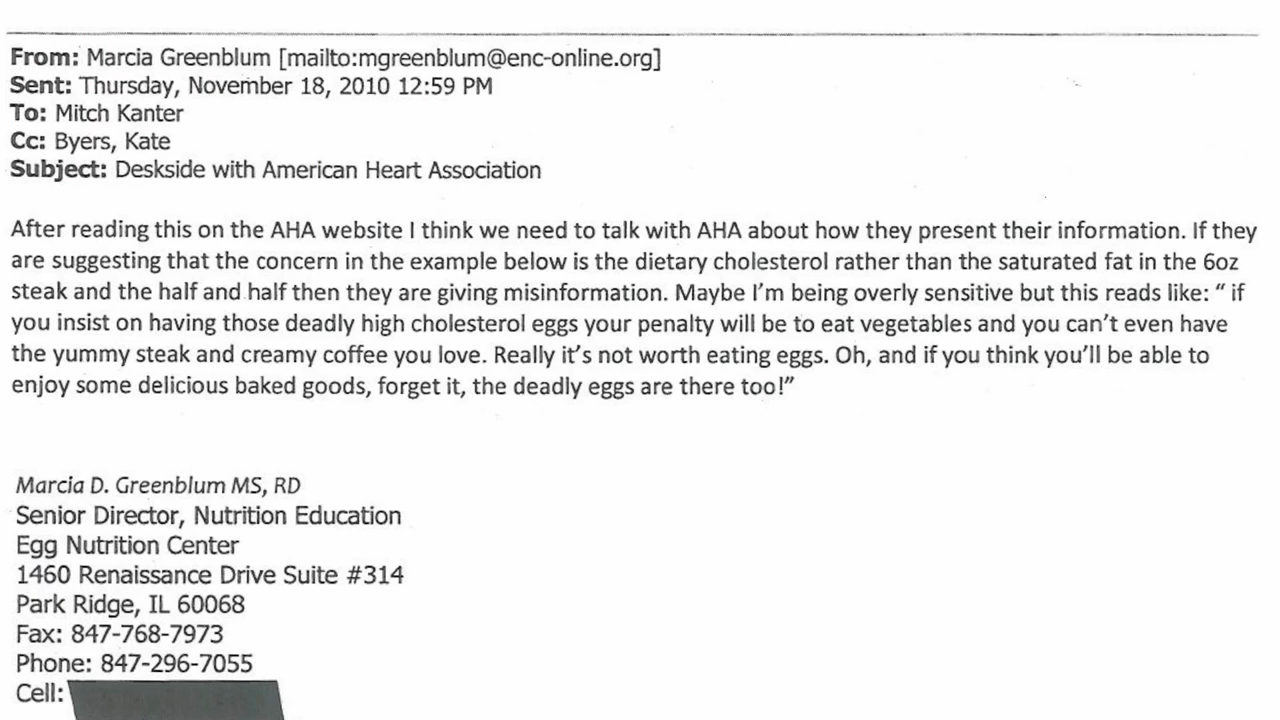 From: Marcia Greenblum [mailto:mgreenblum@enc-online.org]
Sent: Thursday, November 18, 2010 12:59 PM
To: Mitch Kanter
Cc: Byers, Kate
Subject: Deskside with American Heart Association
After reading this on the AHA website I think we need to talk with AHA about how they present their information. If they
are suggesting that the concern in the example below is the dietary cholesterol rather than the saturated fat in the 6oz
steak and the half and half then they are giving misinformation. Maybe I'm being overly sensitive but this reads like: “ if
you insist on having those deadly high cholesterol eggs your penalty will be to eat vegetables and you can't even have
the yummy steak and creamy coffee you love. Really it's not worth eating eggs. Oh, and if you think you'll be able to
enjoy some delicious baked goods, forget it, the deadly eggs are there too!”
Marcia D. Greenblum MS, RD
Senior Director, Nutrition Education
Egg Nutrition Center
1460 Renaissance Drive Suite #314
Park Ridge, IL 60068
Fax: 847-768-7973
Phone: 847-296-7055
Cell: